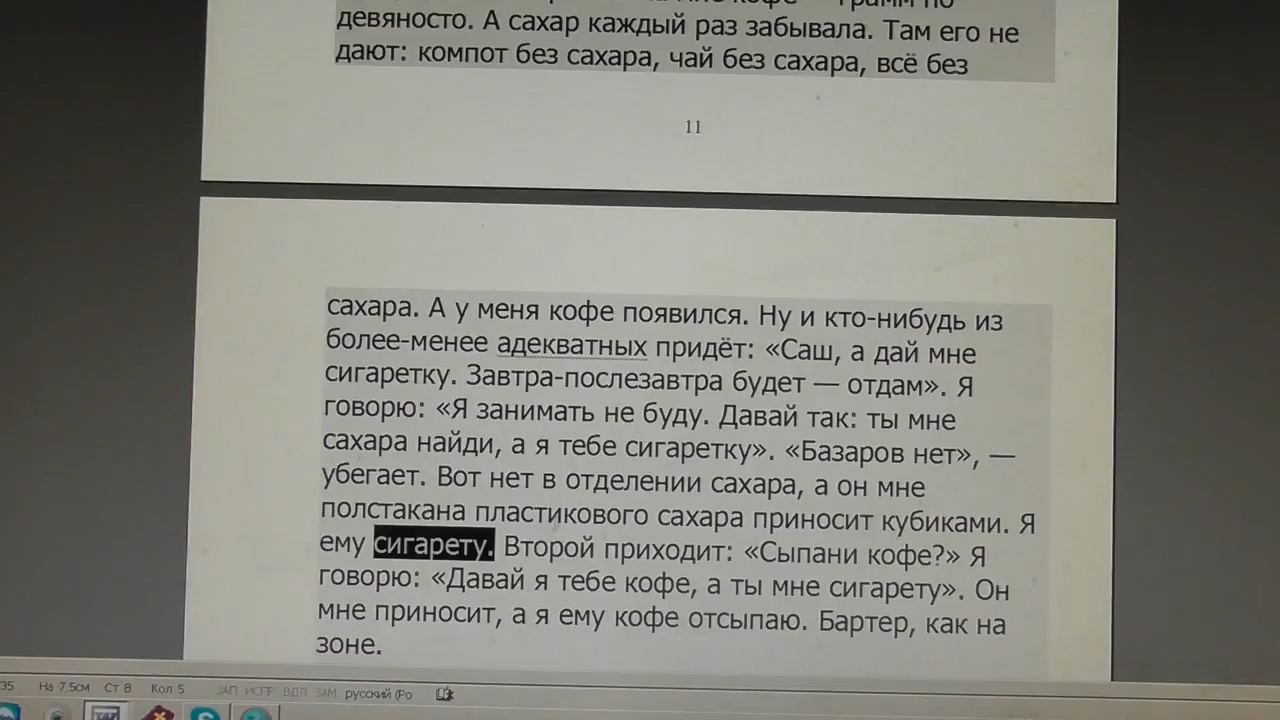 грамм по
девяносто. А сахар каждый раз забывала. Там его не
дают: компот без сахара, чай без сахара, всё без
11
сахара. А у меня кофе появился. Ну и кто-нибудь из
более-менее адекватных придёт: «Саш, а дай мне
сигаретку. Завтра-послезавтра будет — отдам». Я
говорю: «Я занимать не буду. Давай так: ты мне
сахара найди, а я тебе сигаретку». «Базаров нет», —
убегает. Вот нет в отделении сахара, а он мне
полстакана пластикового сахара приносит кубиками. Я
ему сигарету. Второй приходит: «Сыпани кофе?» Я
говорю: «Давай я тебе кофе, а ты мне сигарету». Он
мне приносит, а я ему кофе отсыпаю. Бартер, как на
зоне.
35 На 7.5см Ст 8 Кол 5 ЗАП ИСПР ВДЛ ЗАМ русский (Ро